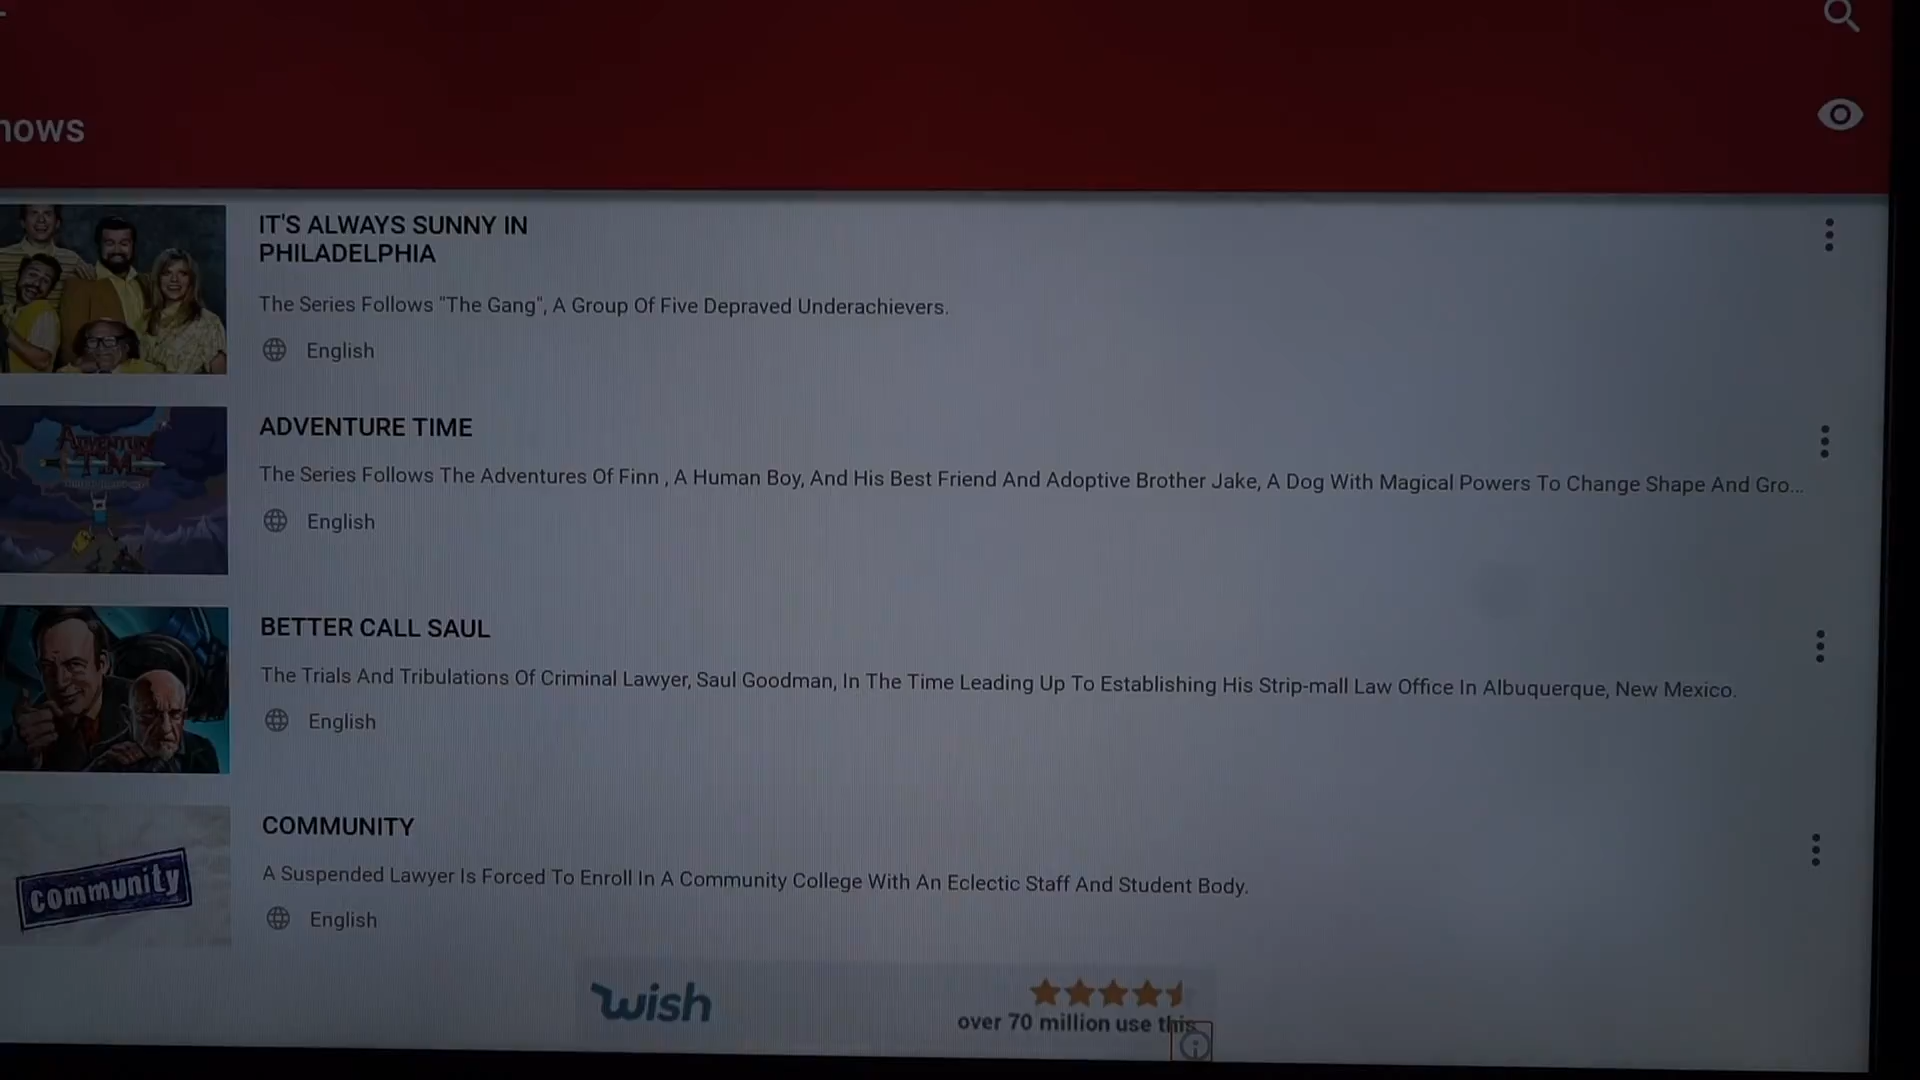 hows
IT'S ALWAYS SUNNY IN
PHILADELPHIA
The Series Follows "The Gang", A Group Of Five Depraved Underachievers.
English
ADVENTURE TIME
ADVENTURE TIME
The Series Follows The Adventures Of Finn , A Human Boy, And His Best Friend And Adoptive Brother Jake, A Dog With Magical Powers To Change Shape And Gro...
English
BETTER CALL SAUL
The Trials And Tribulations Of Criminal Lawyer, Saul Goodman, In The Time Leading Up To Establishing His Strip-mall Law Office In Albuquerque, New Mexico.
English
community
COMMUNITY
A Suspended Lawyer Is Forced To Enroll In A Community College With An Eclectic Staff And Student Body.
English
wish
over 70 million use this